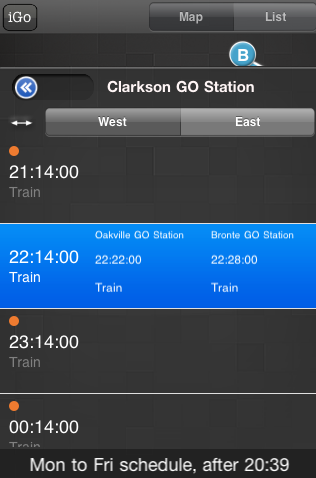 iGo
Map
List
B
Clarkson GO Station
West
East
21:14:00
Train
22:14:00
Train
Oakville GO Station
22:22:00
Train
Bronte GO Station
22:28:00
Train
23:14:00
Train
00:14:00
Train
Mon to Fri schedule, after 20:39